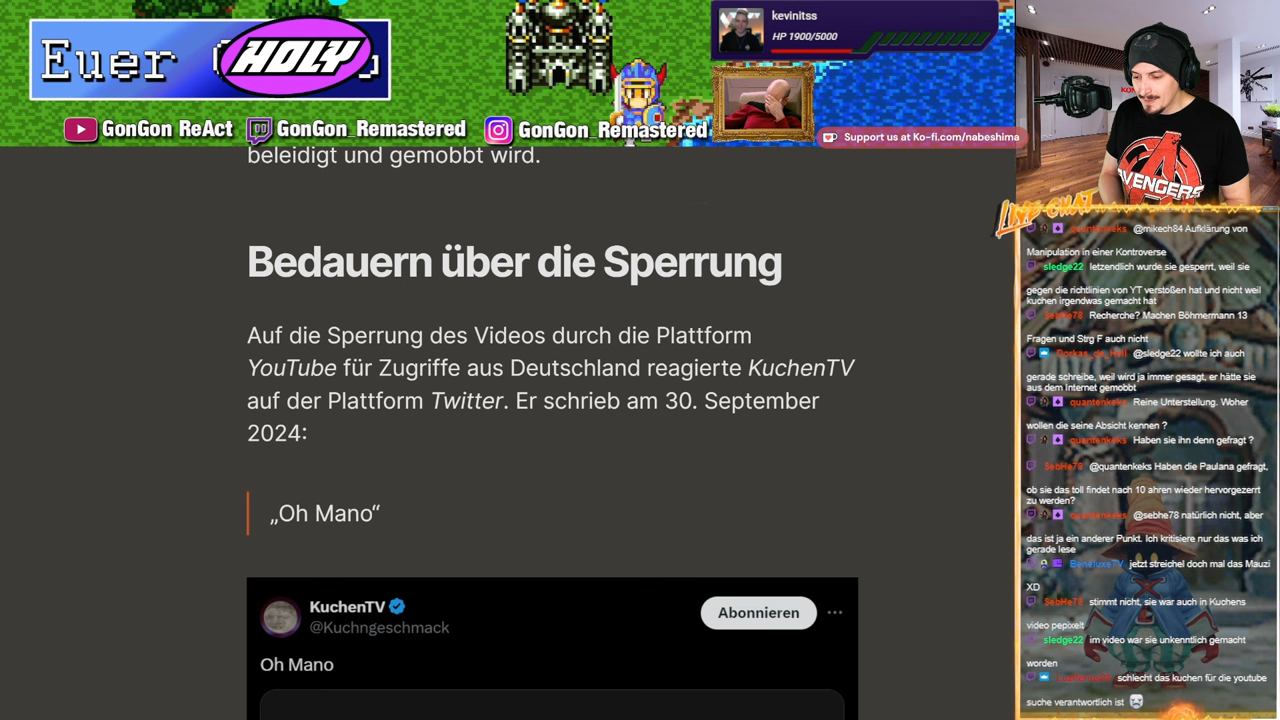 Euer
HOLY
kevinitss
HP 1900/5000
GonGon ReAct
GonGon_Remastered
GonGon_Remastered
Support us at Ko-fi.com/nabeshima
KON
AVENGERS
beleidigt und gemobbt wird.
Bedauern über die Sperrung
Auf die Sperrung des Videos durch die Plattform
YouTube für Zugriffe aus Deutschland reagierte KuchenTV
auf der Plattform Twitter. Er schrieb am 30. September
2024:
„Oh Mano“
KuchenTV
@Kuchngeschmack
Abonnieren
Oh Mano
LIVE CHAT
quantenkeks @mikech84 Aufklärung von
Manipulation in einer Kontroverse
sledge22 letzendlich wurde sie gesperrt, weil sie
gegen die richtlinien von YT verstoßen hat und nicht weil
kuchen irgendwas gemacht hat
SebHe78 Recherche? Machen Böhmermann 13
Fragen und Strg F auch nicht
@sledge22 wollte ich auch
gerade schreibe, weil wird ja immer gesagt, er hätte sie
aus dem Internet gemobbt
quantenkeks Reine Unterstellung. Woher
wollen die seine Absicht kennen ?
quantenkeks Haben sie ihn denn gefragt ?
SebHe78 @quantenkeks Haben die Paulana gefragt,
ob sie das toll findet nach 10 ahren wieder hervorgezerrt
zu werden?
quantenkeks @sebhe78 natürlich nicht, aber
das ist ja ein anderer Punkt. Ich kritisiere nur das was ich
gerade lese
BeneluxeTV jetzt streichel doch mal das Mauzi
XD
SebHe78 stimmt nicht, sie war auch in Kuchens
video pepixelt
sledge22 im video war sie unkenntlich gemacht
worden
schlecht das kuchen für die youtube
suche verantwortlich ist